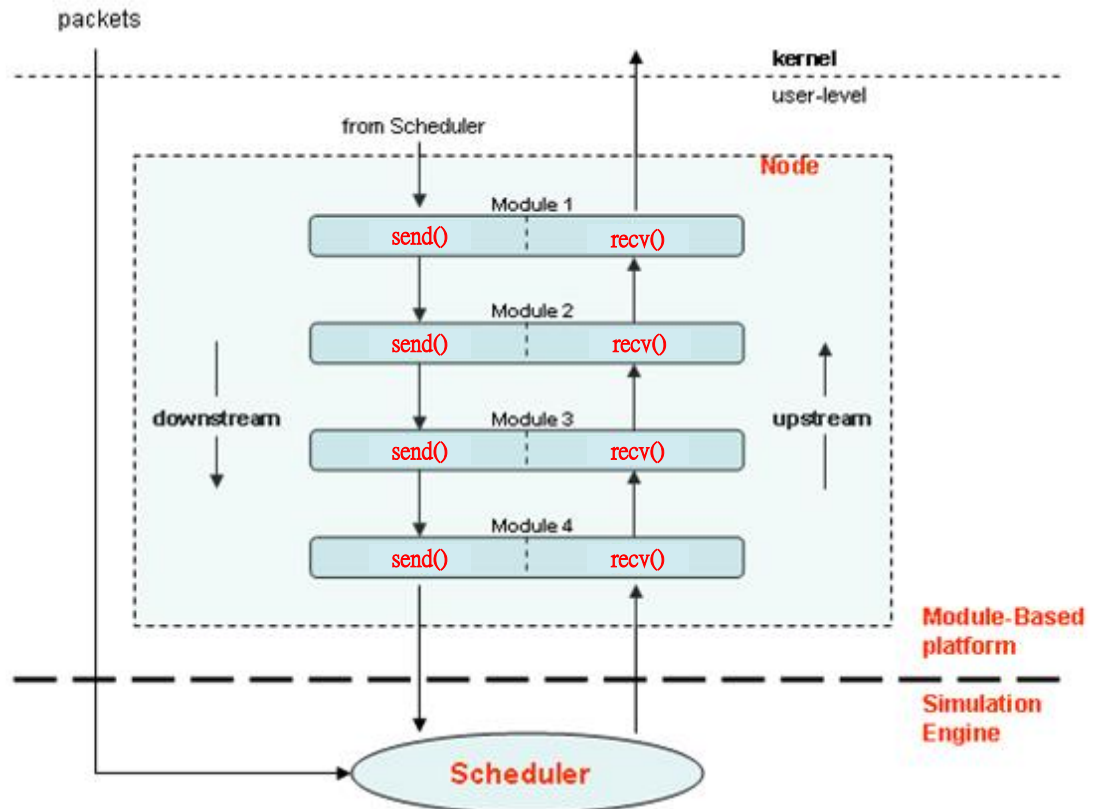 packets
kernel
user-level
from Scheduler
Node
Module 1
send()
recv()
Module 2
send()
recv()
downstream
upstream
Module 3
send()
recv()
Module 4
send()
recv()
Module-Based
platform
Simulation
Engine
Scheduler